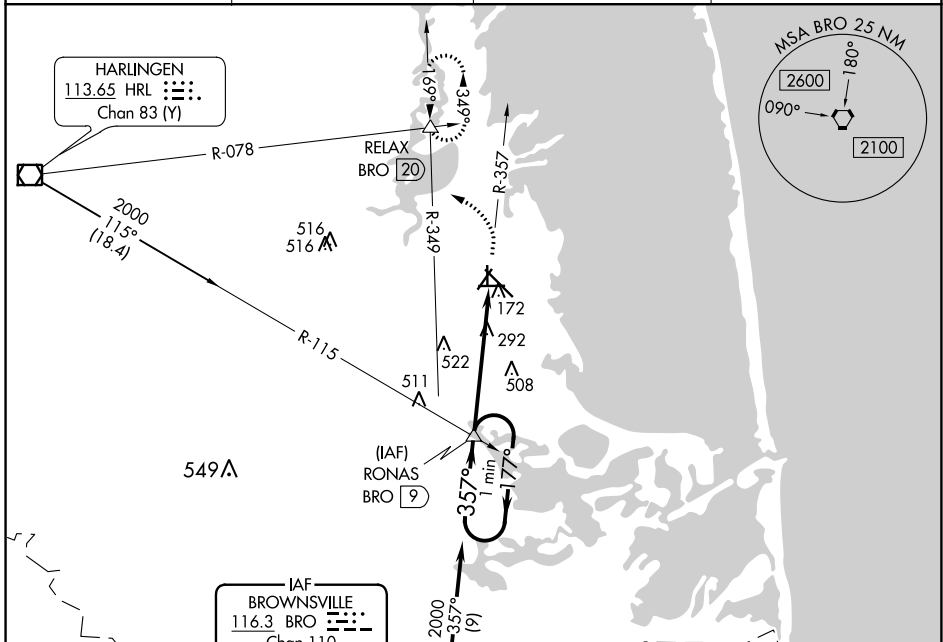 MSA BRO 25 NM
2600
180°
090°
2100
HARLINGEN
113.65 HRL
Chan 83 (Y)
169°
349°
R-078
RELAX
BRO 20
R-357
R-349
2000
115°
(18.4)
516
516
172
292
R-115
522
508
511
(IAF)
RONAS
BRO 9
549
357°
1 min
177°
IAF
BROWNSVILLE
116.3 BRO
Chan 110
2000
357°
(9)